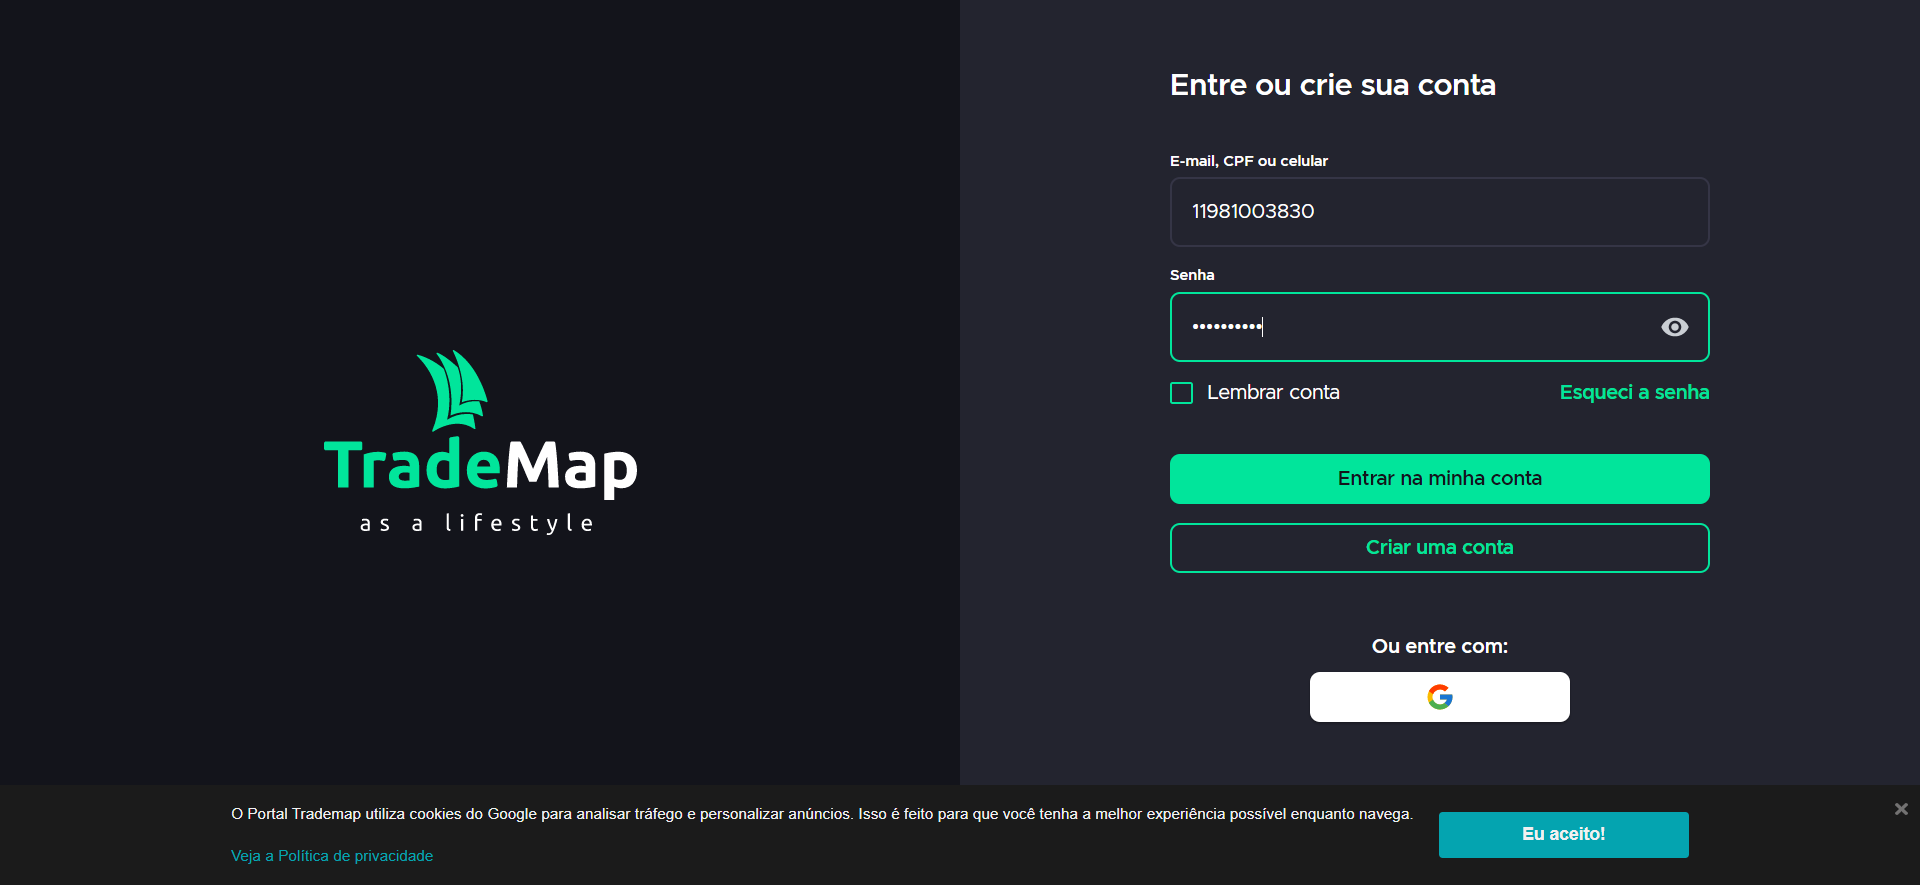 Entre ou crie sua conta
E-mail, CPF ou celular
11981003830
Senha
••••••••••
Lembrar conta
Esqueci a senha
Entrar na minha conta
Criar uma conta
Ou entre com:
TradeMap
as a lifestyle
O Portal Trademap utiliza cookies do Google para analisar tráfego e personalizar anúncios. Isso é feito para que você tenha a melhor experiência possível enquanto navega.
Veja a Política de privacidade
Eu aceito!